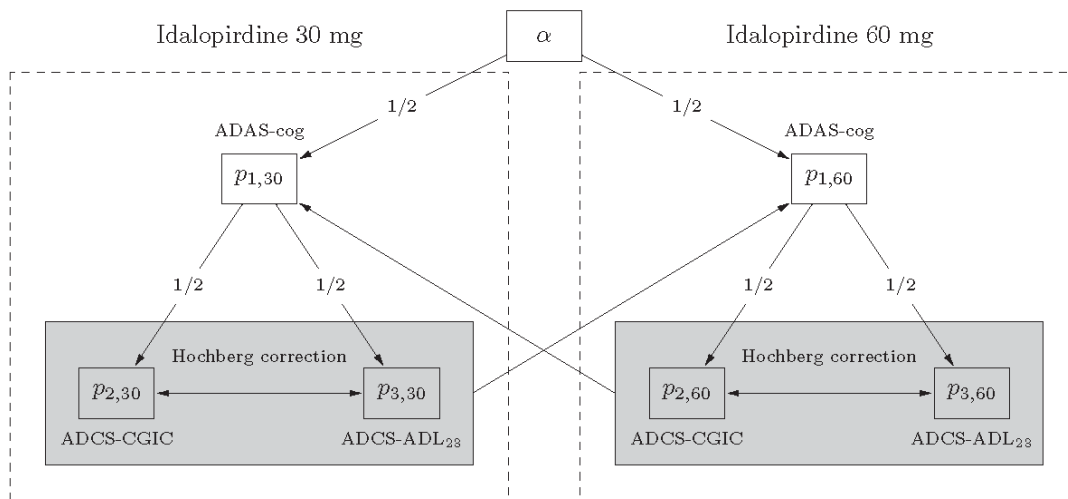 Idalopirdine 30 mg
α
Idalopirdine 60 mg
1/2
1/2
ADAS-cog
ADAS-cog
p1,30
p1,60
1/2
1/2
1/2
1/2
Hochberg correction
Hochberg correction
p2,30
p3,30
p2,60
p3,60
ADCS-CGIC
ADCS-ADL23
ADCS-CGIC
ADCS-ADL23